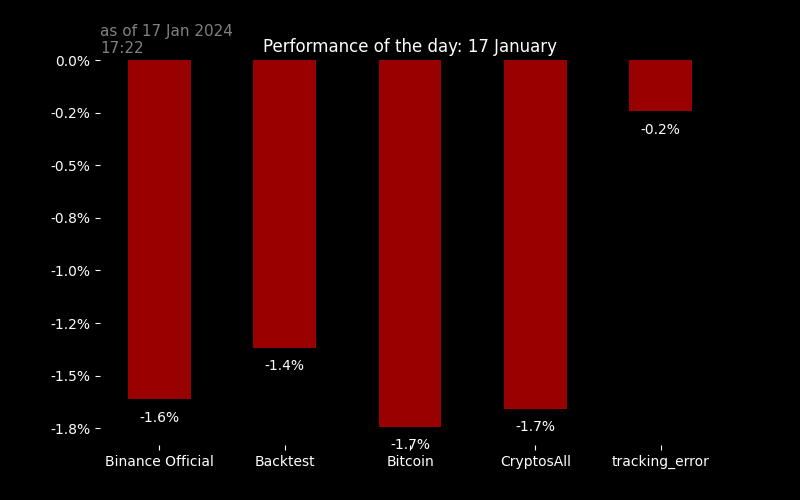 as of 17 Jan 2024
17:22
Performance of the day: 17 January
0.0%
-0.2%
-0.5%
-0.8%
-1.0%
-1.2%
-1.5%
-1.8%
-1.6%
-1.4%
-1.7%
-1.7%
-0.2%
Binance Official
Backtest
Bitcoin
CryptosAll
tracking_error